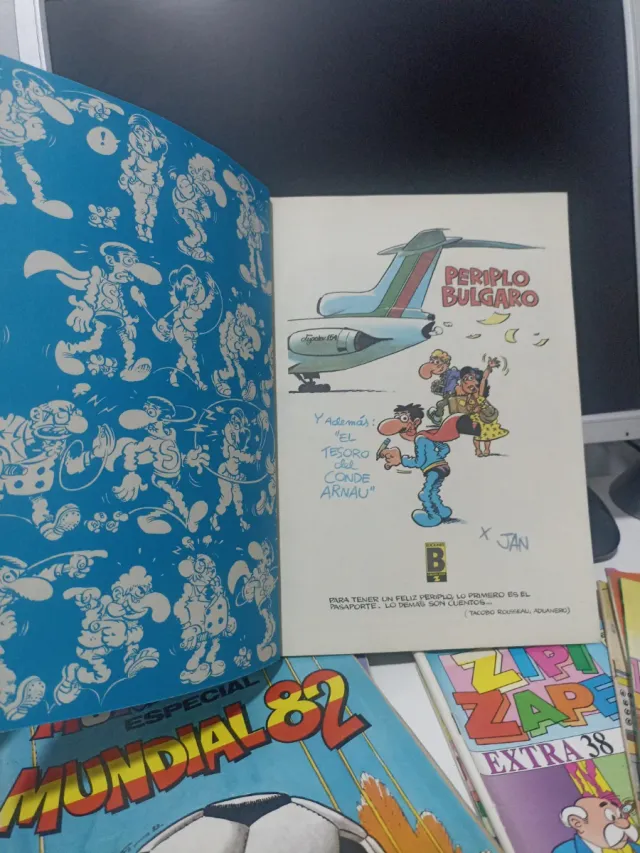 !
PERIPLO
BULGARO
Tupolev 154
Y Además:
"EL
TESORO
del
CONDE
ARNAU"
X JAN
B
PARA TENER UN FELIZ PERIPLO, LO PRIMERO ES EL
PASAPORTE. LO DEMÁS SON CUENTOS...
(TACOBO ROUSSEAU, ADUANERO)
ESPECIAL
MUNDIAL 82
ZIPI
ZAPE
EXTRA 38